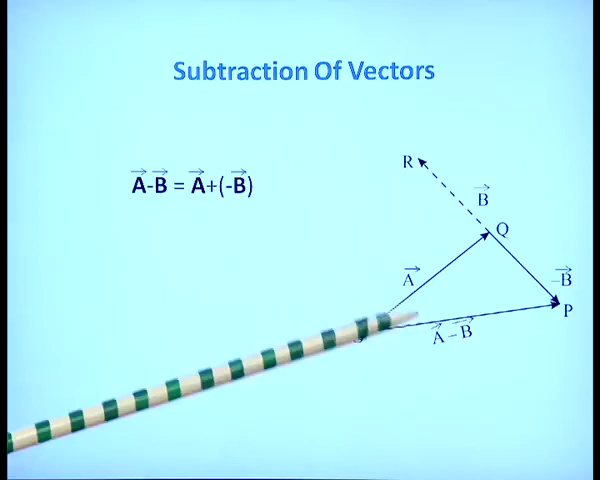 Subtraction Of Vectors
R
A⃗-B⃗ = A⃗+(-B⃗)
B⃗
Q
A⃗
–B⃗
P
A⃗ – B⃗